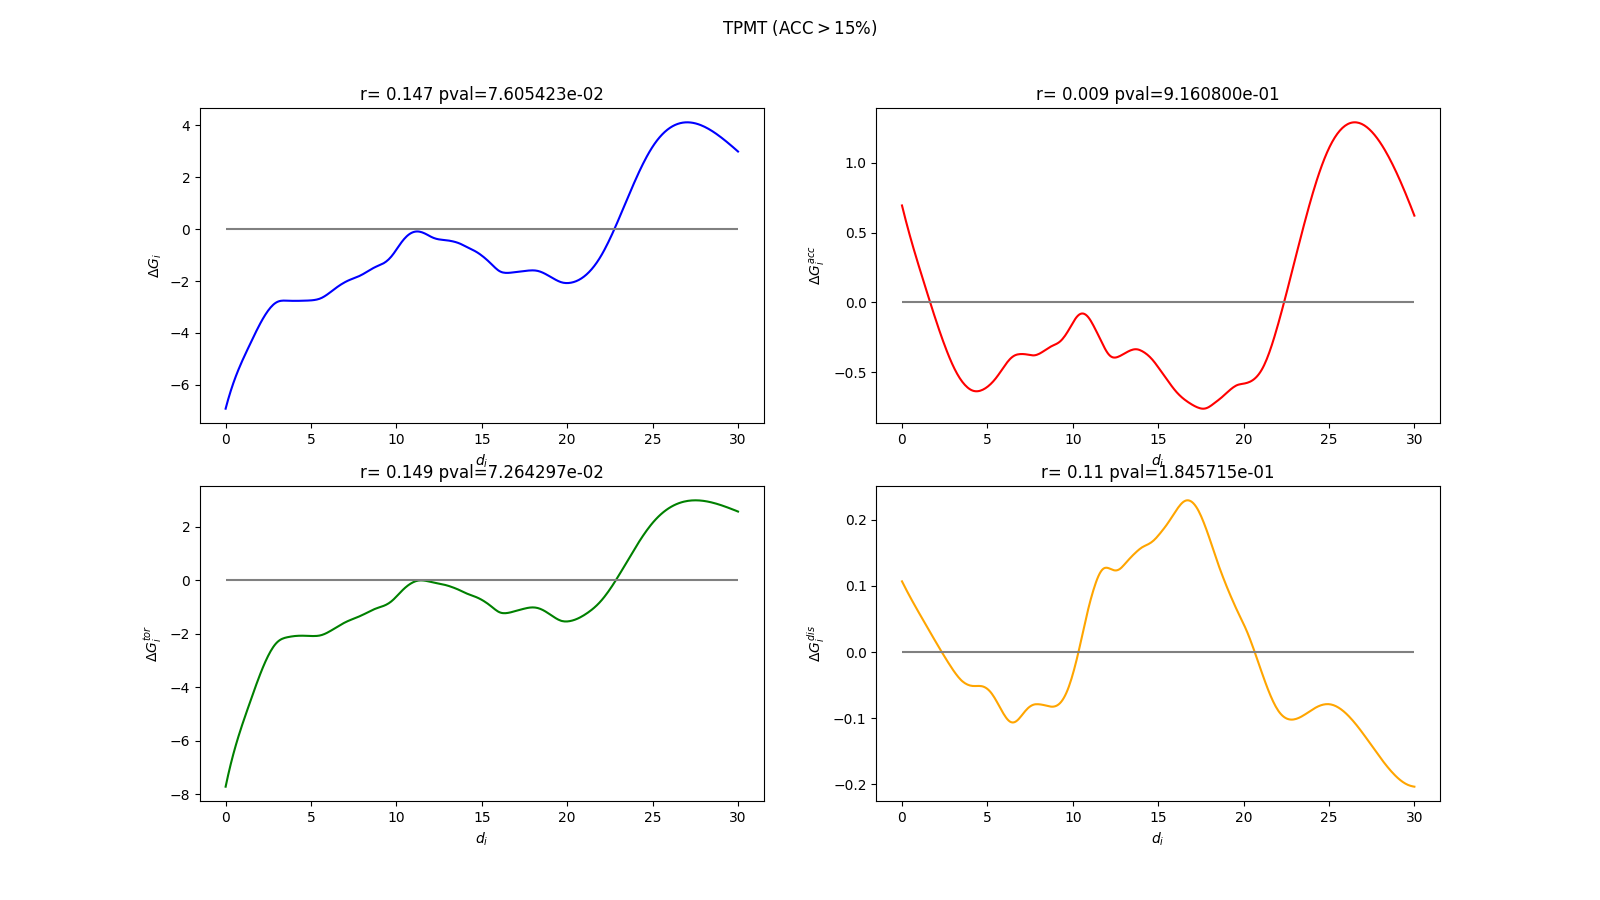 TPMT (ACC > 15%)
r= 0.147 pval=7.605423e-02
4
2
0
−2
−4
−6
ΔG_i
0 5 10 15 20 25 30
d_i
r= 0.009 pval=9.160800e-01
1.0
0.5
0.0
−0.5
ΔG_i^acc
0 5 10 15 20 25 30
d_i
r= 0.149 pval=7.264297e-02
2
0
−2
−4
−6
−8
ΔG_i^tor
0 5 10 15 20 25 30
d_i
r= 0.11 pval=1.845715e-01
0.2
0.1
0.0
−0.1
−0.2
ΔG_i^dis
0 5 10 15 20 25 30
d_i